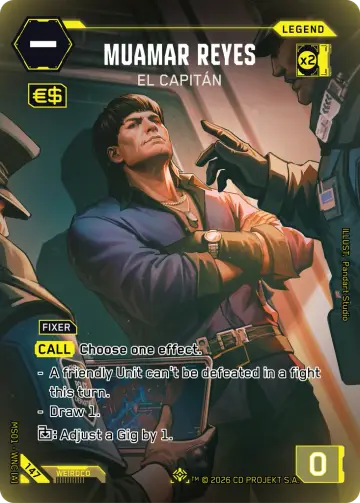 LEGEND
MUAMAR REYES
x2
EL CAPITÁN
€$
ILLUST: Pandart Studio
FIXER
CALL Choose one effect.
- A friendly Unit can't be defeated in a fight
this turn.
- Draw 1.
: Adjust a Gig by 1.
147
WEIRDCO
™ © 2026 CD PROJEKT S.A.
0